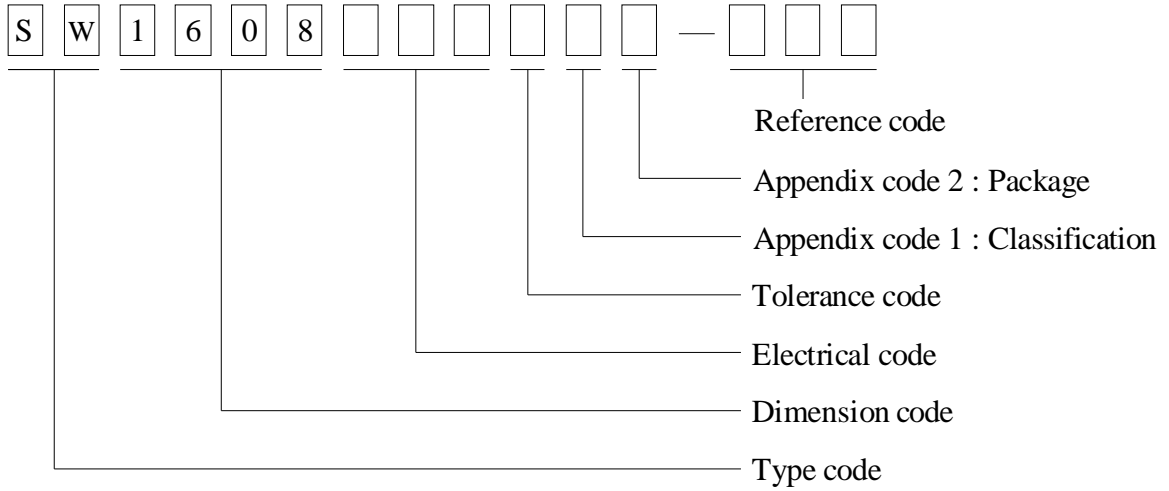 S W 1 6 0 8 —
Reference code
Appendix code 2 : Package
Appendix code 1 : Classification
Tolerance code
Electrical code
Dimension code
Type code